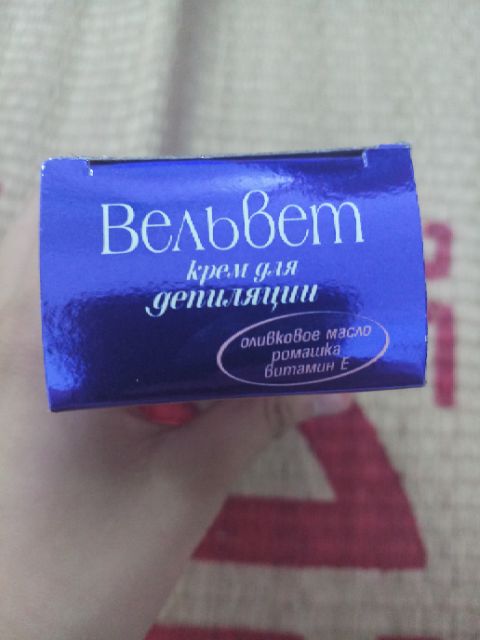 Вельвет
крем для
депиляции
оливковое масло
ромашка
витамин Е